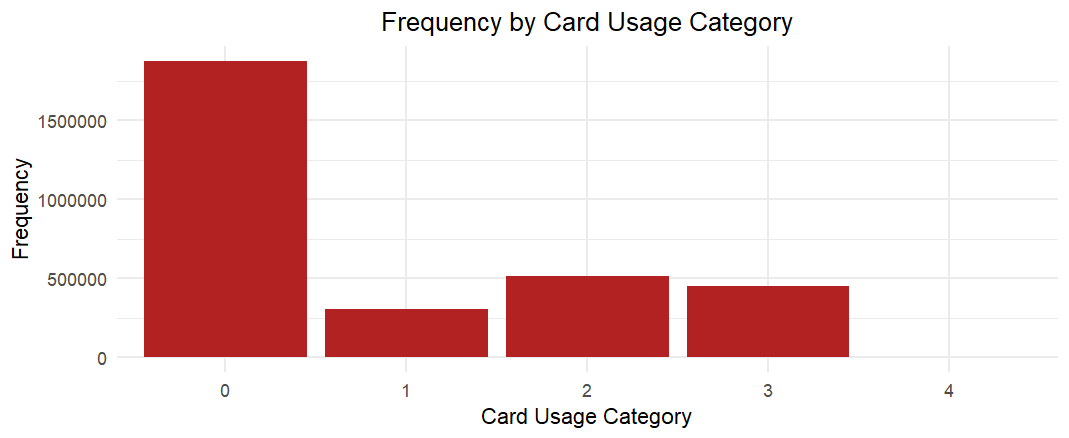 Frequency by Card Usage Category
Frequency
1500000
1000000
500000
0
0 1 2 3 4
Card Usage Category